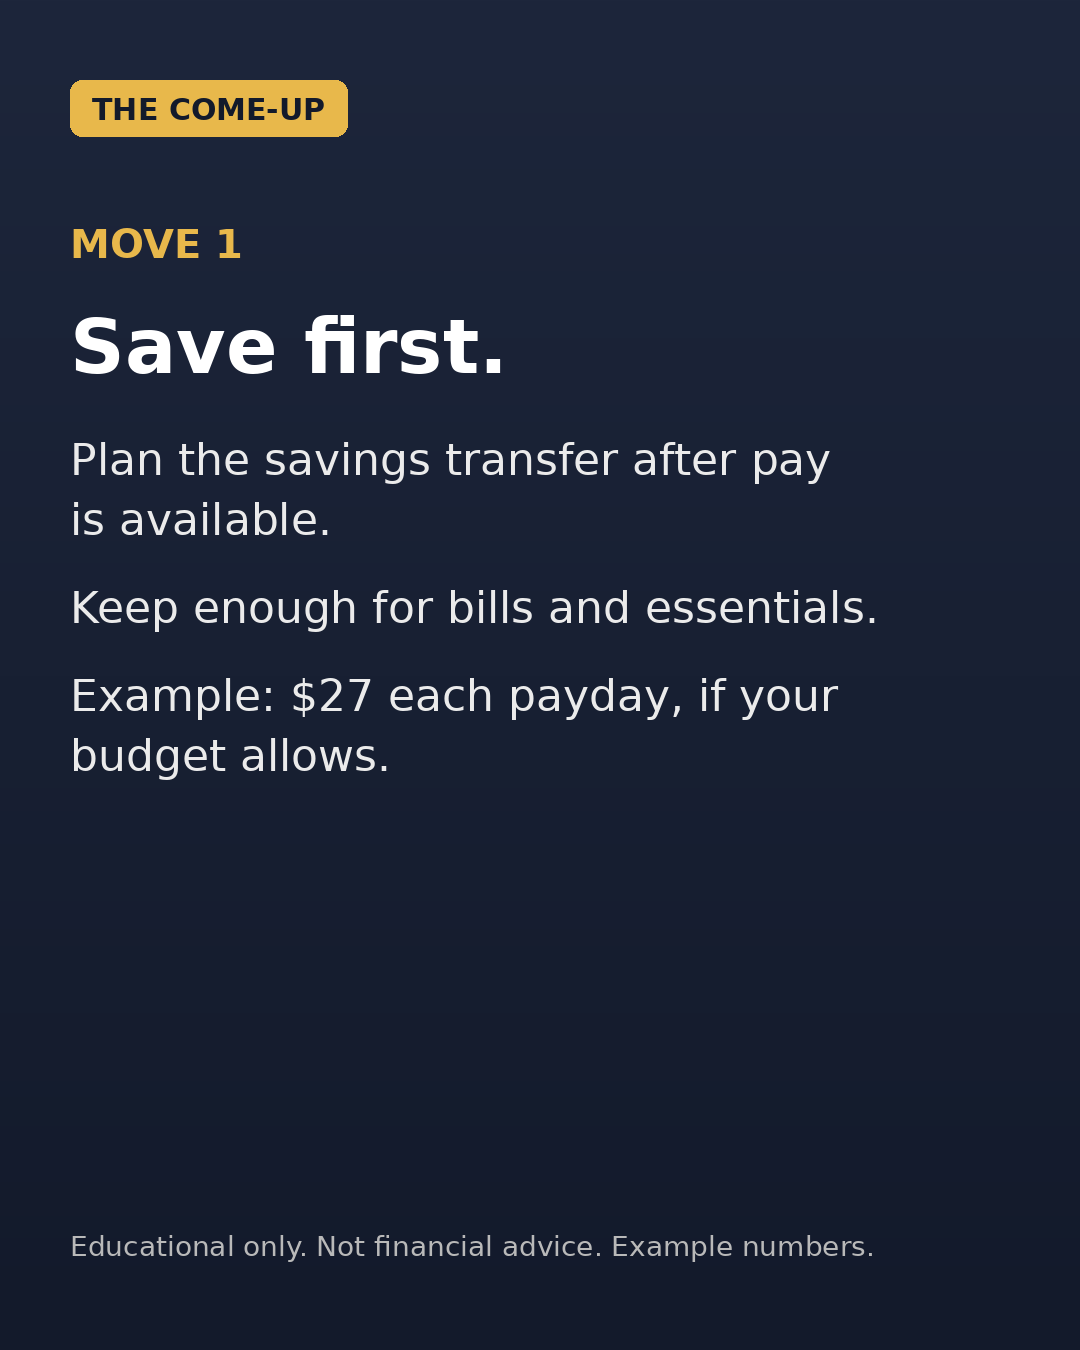 THE COME-UP
MOVE 1
Save first.
Plan the savings transfer after pay
is available.
Keep enough for bills and essentials.
Example: $27 each payday, if your
budget allows.
Educational only. Not financial advice. Example numbers.